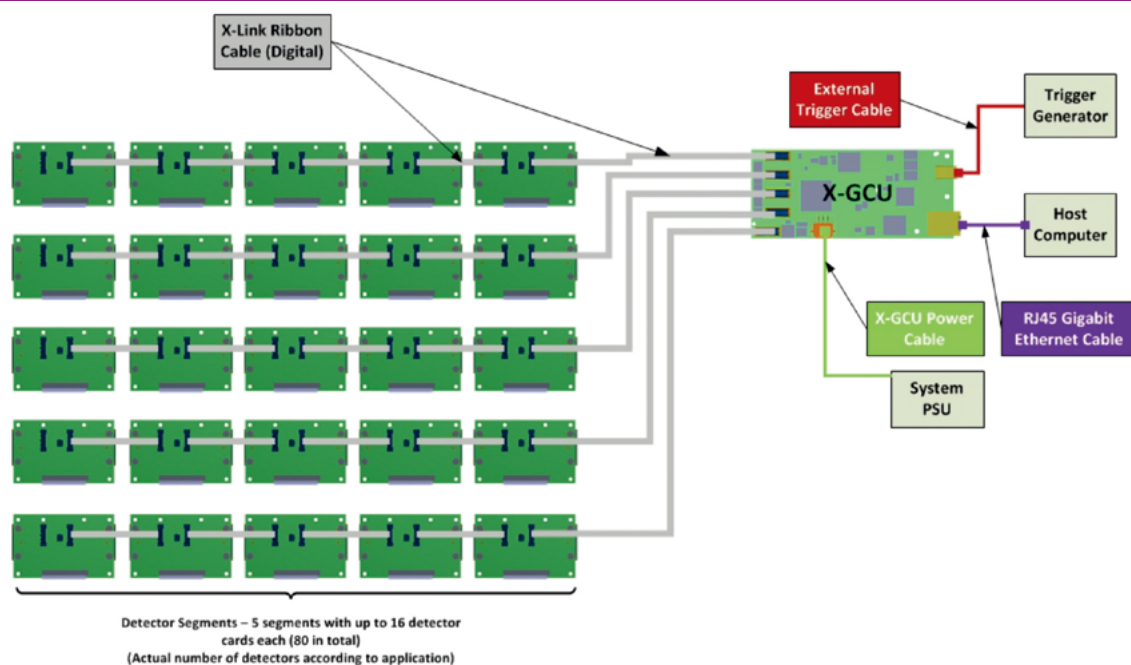 X-Link Ribbon
Cable (Digital)
External
Trigger Cable
Trigger
Generator
X-GCU
Host
Computer
X-GCU Power
Cable
RJ45 Gigabit
Ethernet Cable
System
PSU
Detector Segments – 5 segments with up to 16 detector
cards each (80 in total)
(Actual number of detectors according to application)